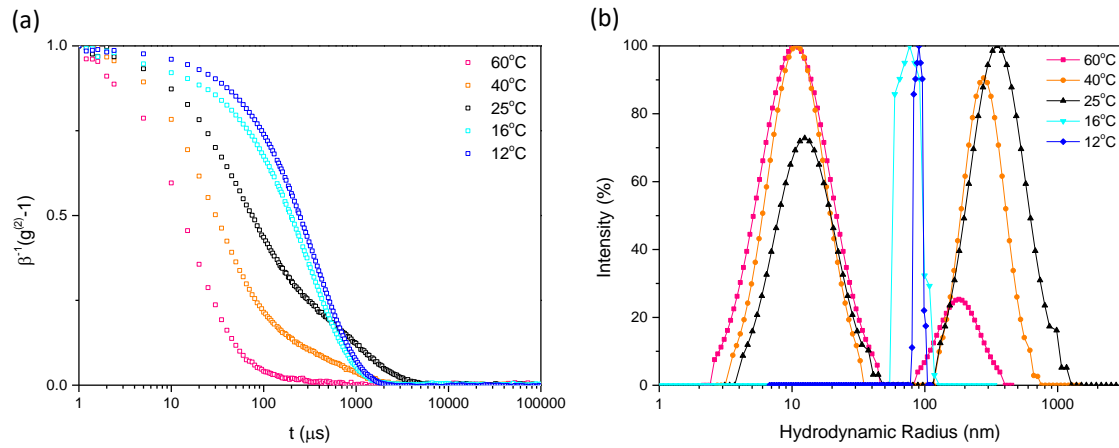 (a)
1.0
0.5
0.0
β⁻¹(g⁽²⁾-1)
60°C
40°C
25°C
16°C
12°C
1 10 100 1000 10000 100000
t (μs)
(b)
100
80
60
40
20
0
Intensity (%)
60°C
40°C
25°C
16°C
12°C
1 10 100 1000
Hydrodynamic Radius (nm)